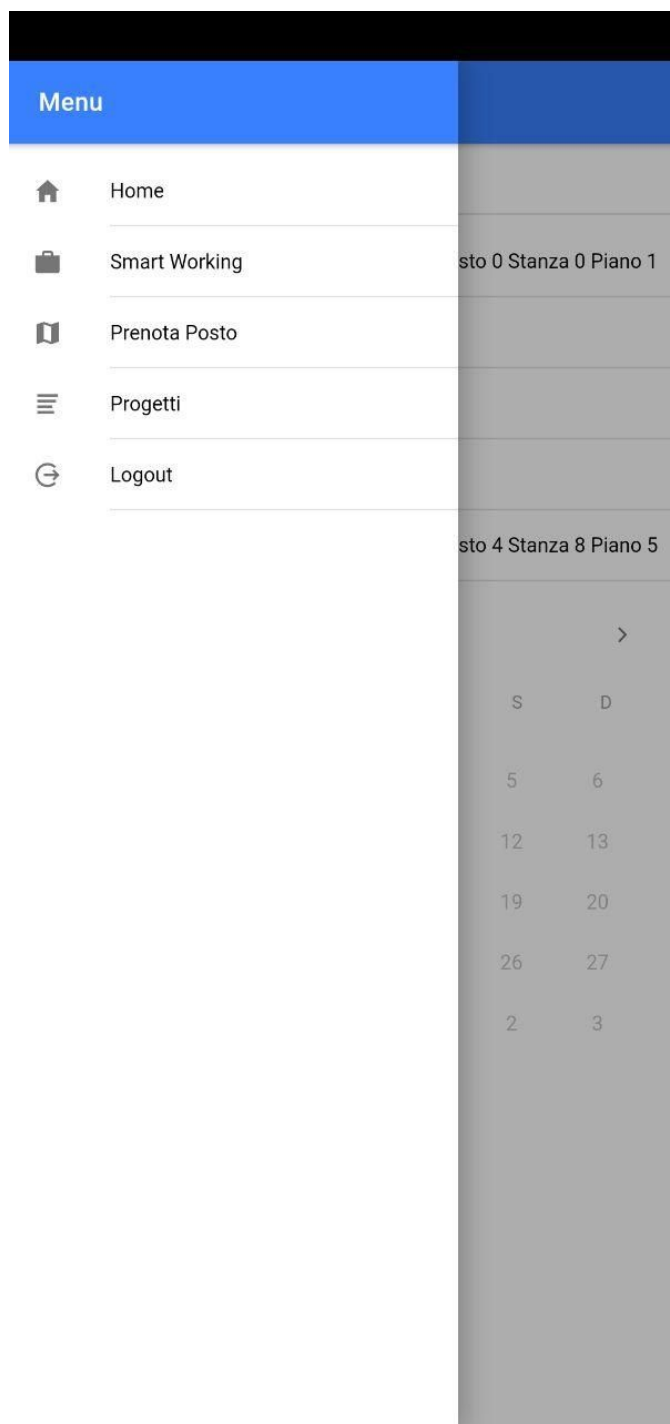 Menu
Home
Smart Working
sto 0 Stanza 0 Piano 1
Prenota Posto
Progetti
Logout
sto 4 Stanza 8 Piano 5
S D
5 6
12 13
19 20
26 27
2 3